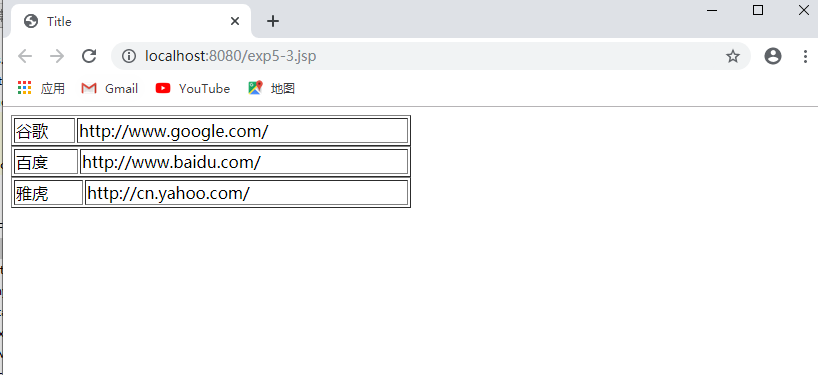 Title
localhost:8080/exp5-3.jsp
应用 Gmail YouTube 地图
谷歌 http://www.google.com/
百度 http://www.baidu.com/
雅虎 http://cn.yahoo.com/